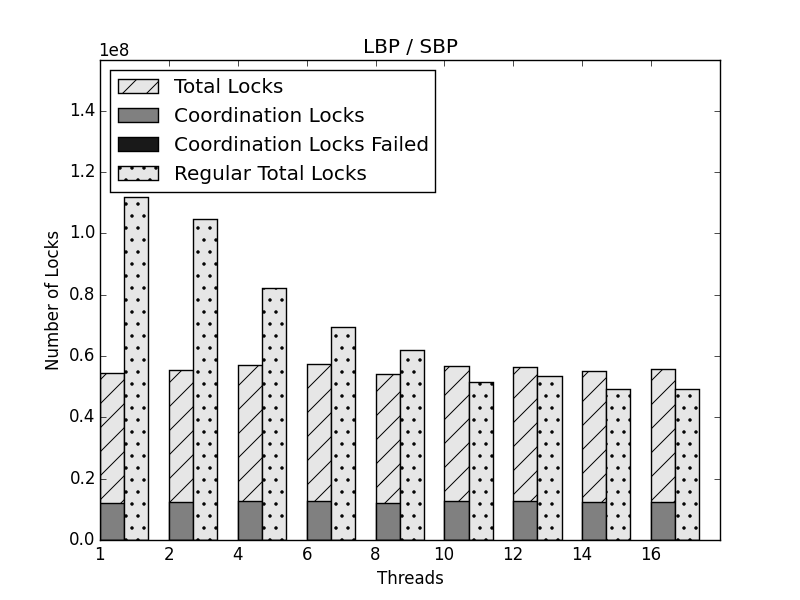 LBP / SBP
1e8
Total Locks
Coordination Locks
Coordination Locks Failed
Regular Total Locks
Number of Locks
1.4
1.2
1.0
0.8
0.6
0.4
0.2
0.0
1 2 4 6 8 10 12 14 16
Threads